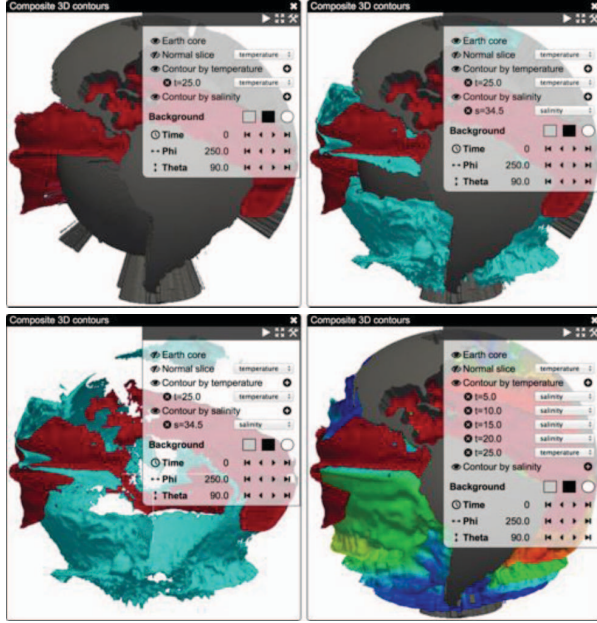 Composite 3D contours
Earth core
Normal slice temperature
Contour by temperature
t=25.0 temperature
Contour by salinity
Background
Time 0
Phi 250.0
Theta 90.0
Composite 3D contours
Earth core
Normal slice temperature
Contour by temperature
t=25.0 temperature
Contour by salinity
s=34.5 salinity
Background
Time 0
Phi 250.0
Theta 90.0
Composite 3D contours
Earth core
Normal slice temperature
Contour by temperature
t=25.0 temperature
Contour by salinity
s=34.5 salinity
Background
Time 0
Phi 250.0
Theta 90.0
Composite 3D contours
Earth core
Normal slice temperature
Contour by temperature
t=5.0 salinity
t=10.0 salinity
t=15.0 salinity
t=20.0 salinity
t=25.0 temperature
Contour by salinity
Background
Time 0
Phi 250.0
Theta 90.0